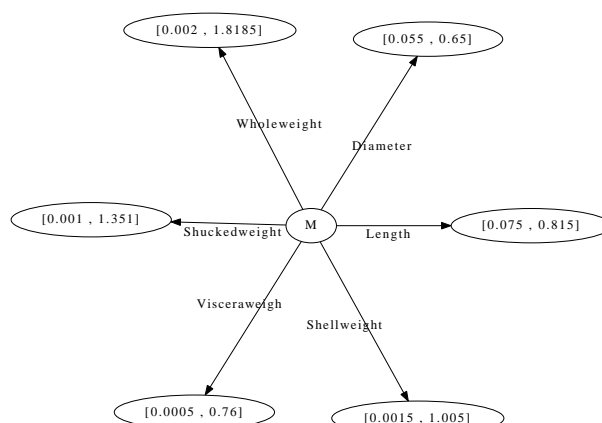 [0.002 , 1.8185]
[0.055 , 0.65]
Wholeweight
Diameter
[0.001 , 1.351]
Shuckedweight
M
Length
[0.075 , 0.815]
Visceraweigh
Shellweight
[0.0005 , 0.76]
[0.0015 , 1.005]